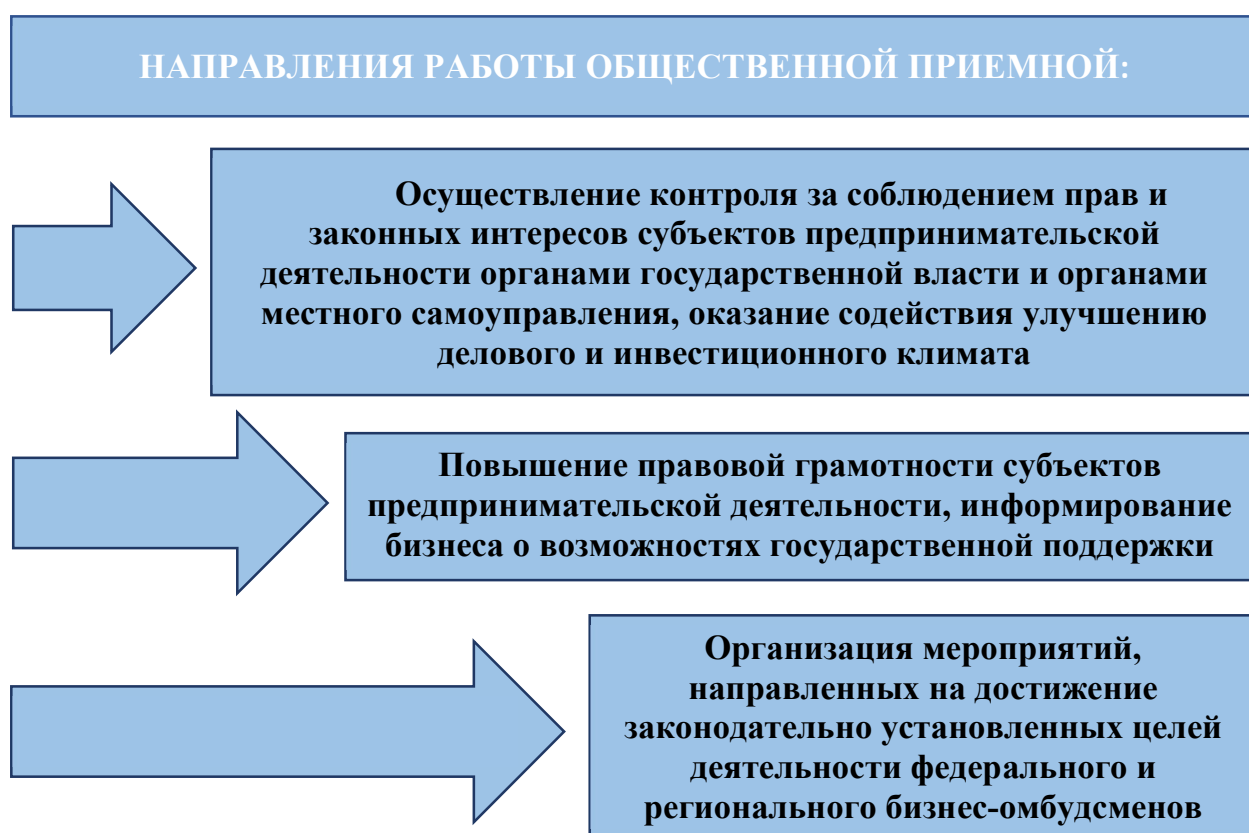 НАПРАВЛЕНИЯ РАБОТЫ ОБЩЕСТВЕННОЙ ПРИЕМНОЙ:
Осуществление контроля за соблюдением прав и
законных интересов субъектов предпринимательской
деятельности органами государственной власти и органами
местного самоуправления, оказание содействия улучшению
делового и инвестиционного климата
Повышение правовой грамотности субъектов
предпринимательской деятельности, информирование
бизнеса о возможностях государственной поддержки
Организация мероприятий,
направленных на достижение
законодательно установленных целей
деятельности федерального и
регионального бизнес-омбудсменов